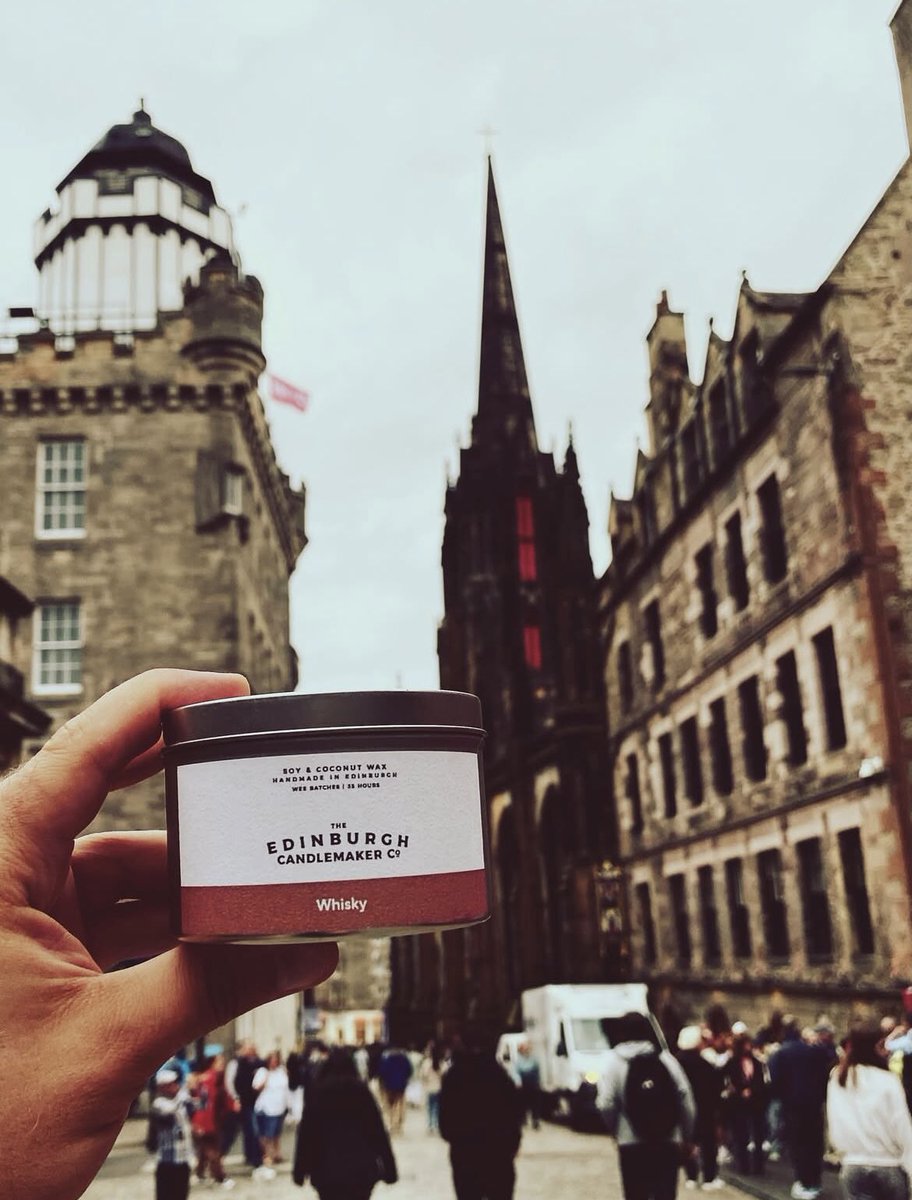 SOY & COCONUT WAX
HANDMADE IN EDINBURGH
WEE BATCHES | 35 HOURS
THE
EDINBURGH
CANDLEMAKER Cº
Whisky